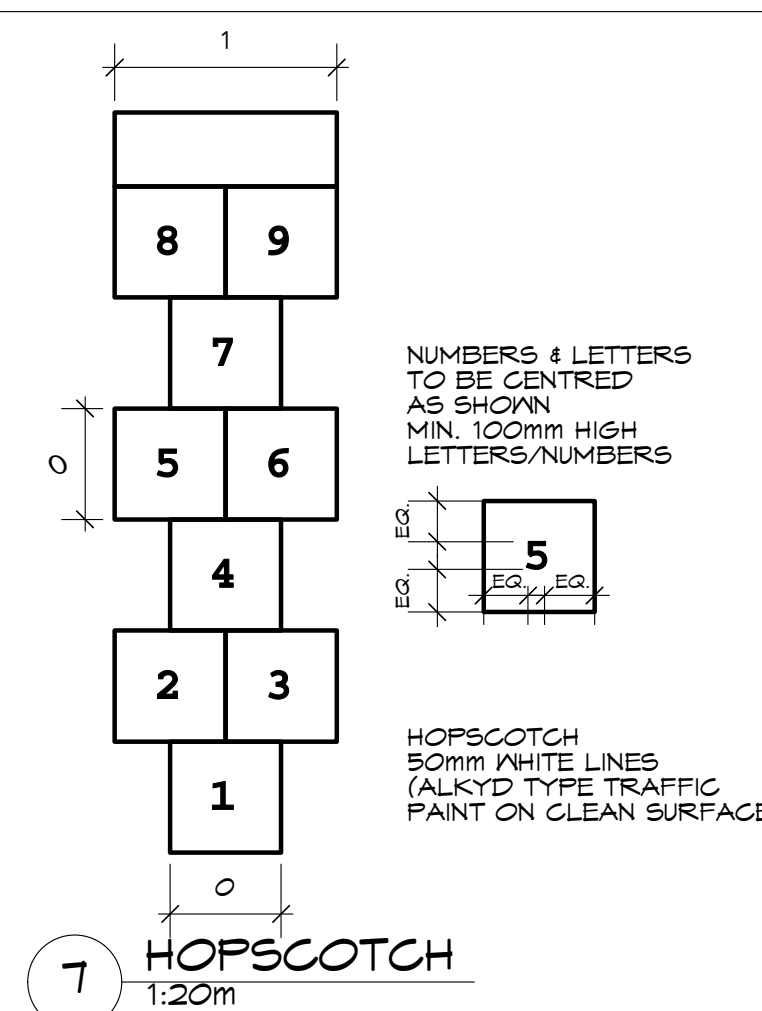 1
8 9
7
0
5 6
4
2 3
1
0
NUMBERS & LETTERS
TO BE CENTRED
AS SHOWN
MIN. 100mm HIGH
LETTERS/NUMBERS
EQ.
EQ.
5
EQ. EQ.
HOPSCOTCH
50mm WHITE LINES
(ALKYD TYPE TRAFFIC
PAINT ON CLEAN SURFACE
7
HOPSCOTCH
1:20m